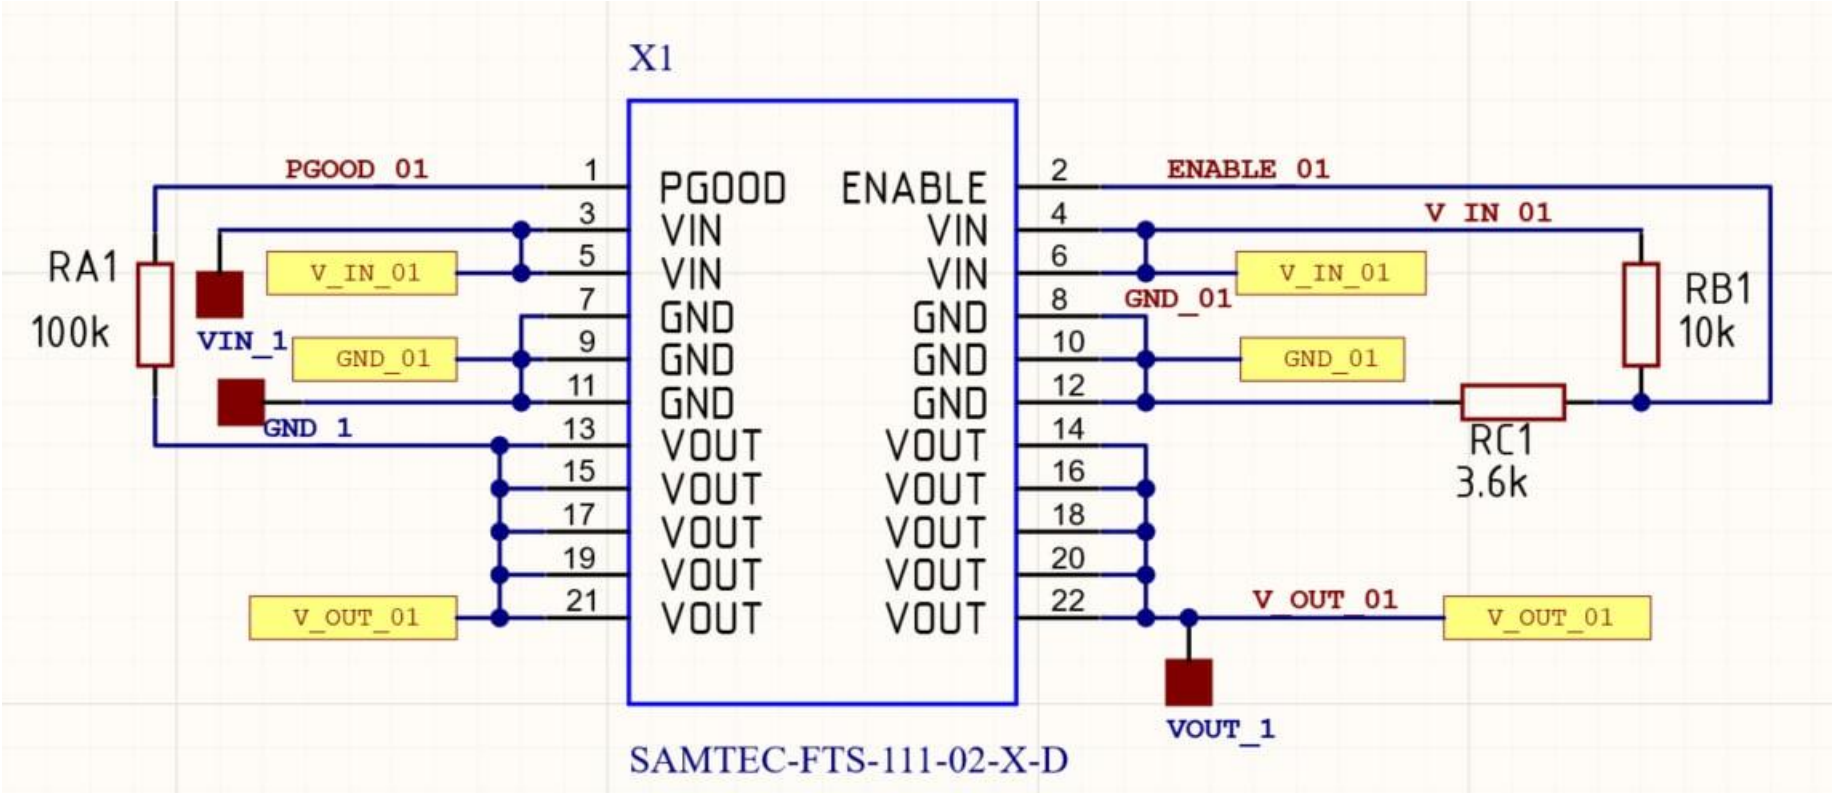 X1
PGOOD_01 1 PGOOD ENABLE 2 ENABLE_01
3 VIN VIN 4 V_IN_01
RA1 V_IN_01 5 VIN VIN 6 V_IN_01 RB1
7 GND GND 8 GND_01
100k VIN_1 GND_01 9 GND GND 10 GND_01 10k
11 GND GND 12
GND_1 13 VOUT VOUT 14 RC1
15 VOUT VOUT 16 3.6k
17 VOUT VOUT 18
19 VOUT VOUT 20
V_OUT_01 21 VOUT VOUT 22 V_OUT_01 V_OUT_01
VOUT_1
SAMTEC-FTS-111-02-X-D